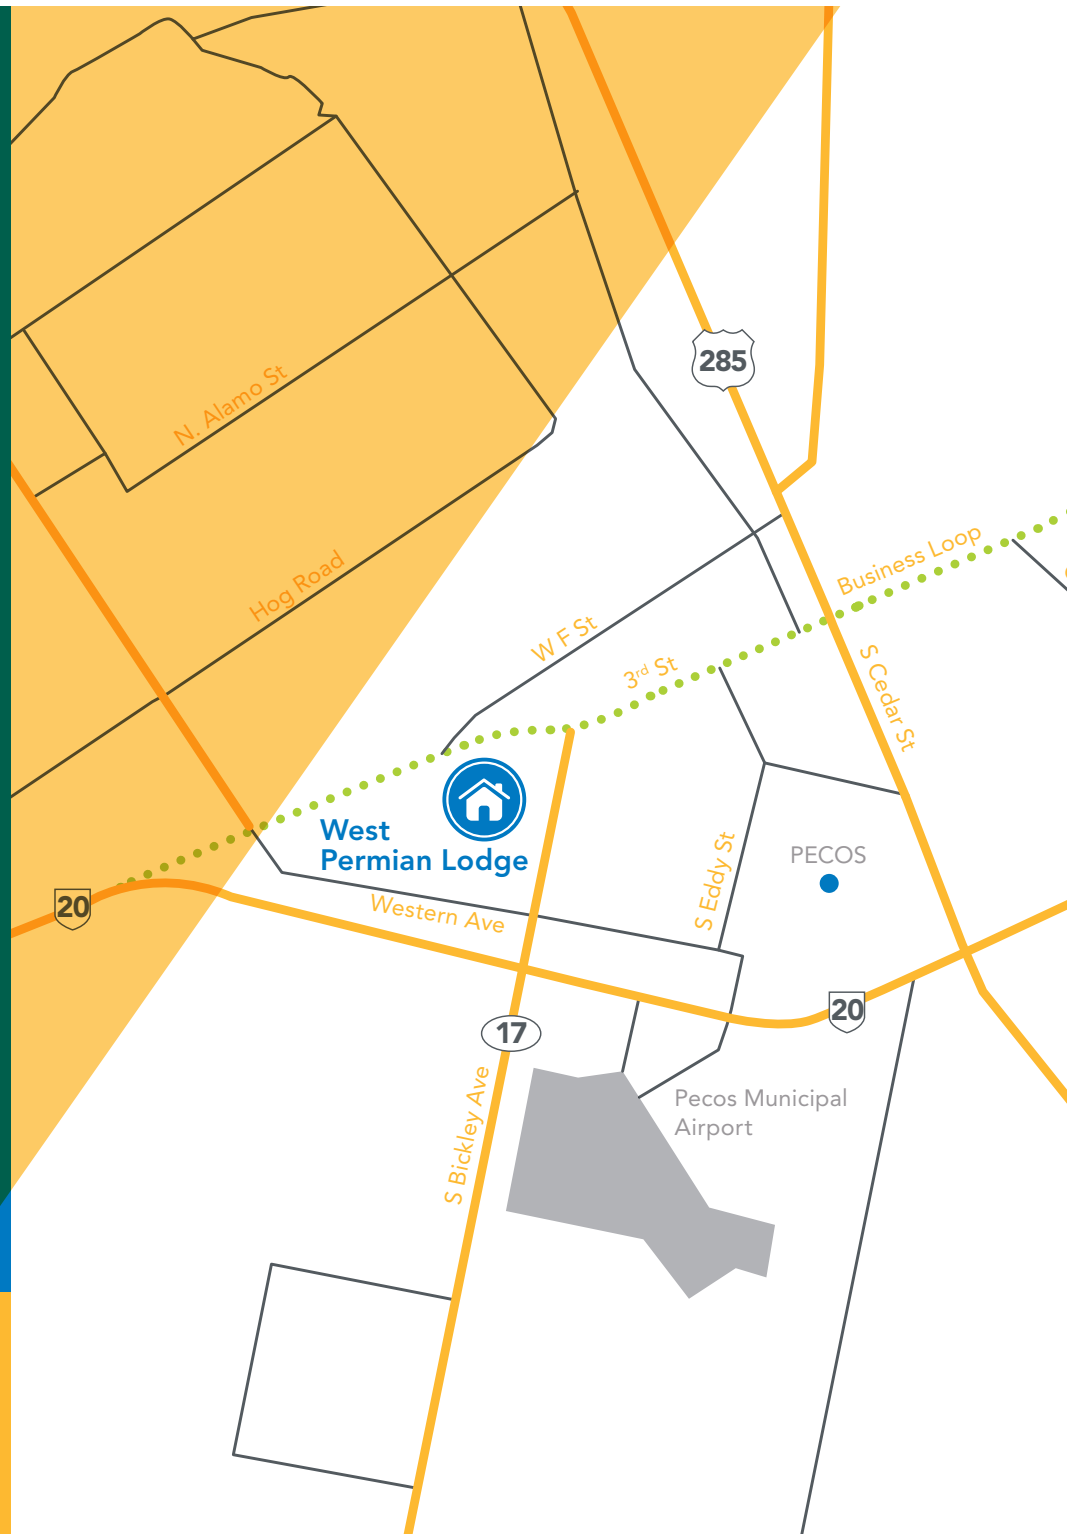 285
N. Alamo St
Business Loop
Hog Road
W F St
3rd St
S Cedar St
West
Permian Lodge
S Eddy St
PECOS
20
Western Ave
20
17
S Bickley Ave
Pecos Municipal
Airport